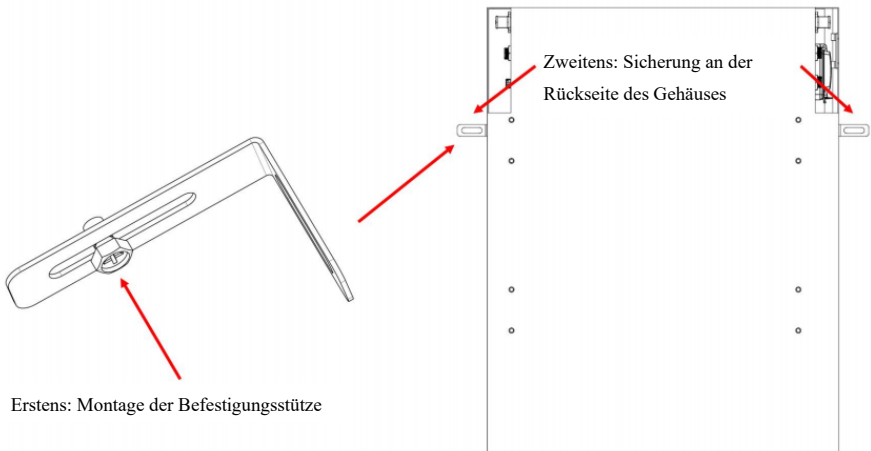 Zweitens: Sicherung an der
Rückseite des Gehäuses
Erstens: Montage der Befestigungsstütze